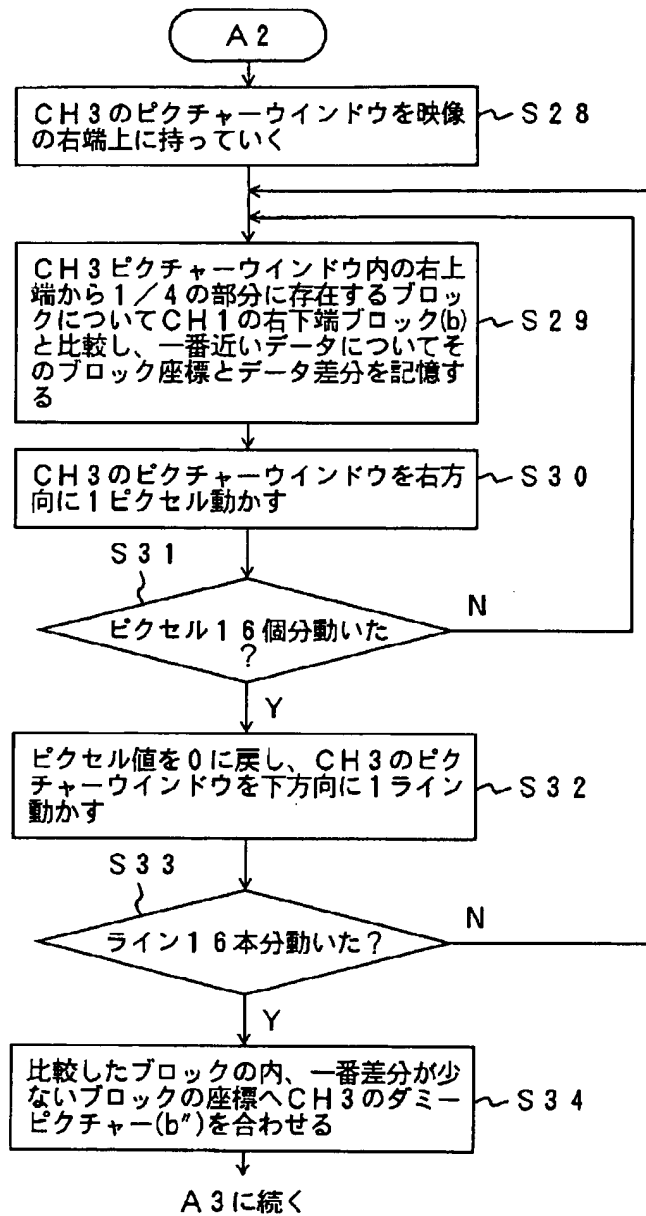 A2
CH3のピクチャーウインドウを映像
の右端上に持っていく
S28
CH3ピクチャーウインドウ内の右上
端から1/4の部分に存在するブロッ
クについてCH1の右下端ブロック(b)
と比較し、一番近いデータについてそ
のブロック座標とデータ差分を記憶す
る
S29
CH3のピクチャーウインドウを右方
向に1ピクセル動かす
S30
S31
ピクセル16個分動いた
?
N
Y
ピクセル値を0に戻し、CH3のピク
チャーウインドウを下方向に1ライン
動かす
S32
S33
ライン16本分動いた?
N
Y
比較したブロックの内、一番差分が少
ないブロックの座標へCH3のダミー
ピクチャー(b")を合わせる
S34
A3に続く